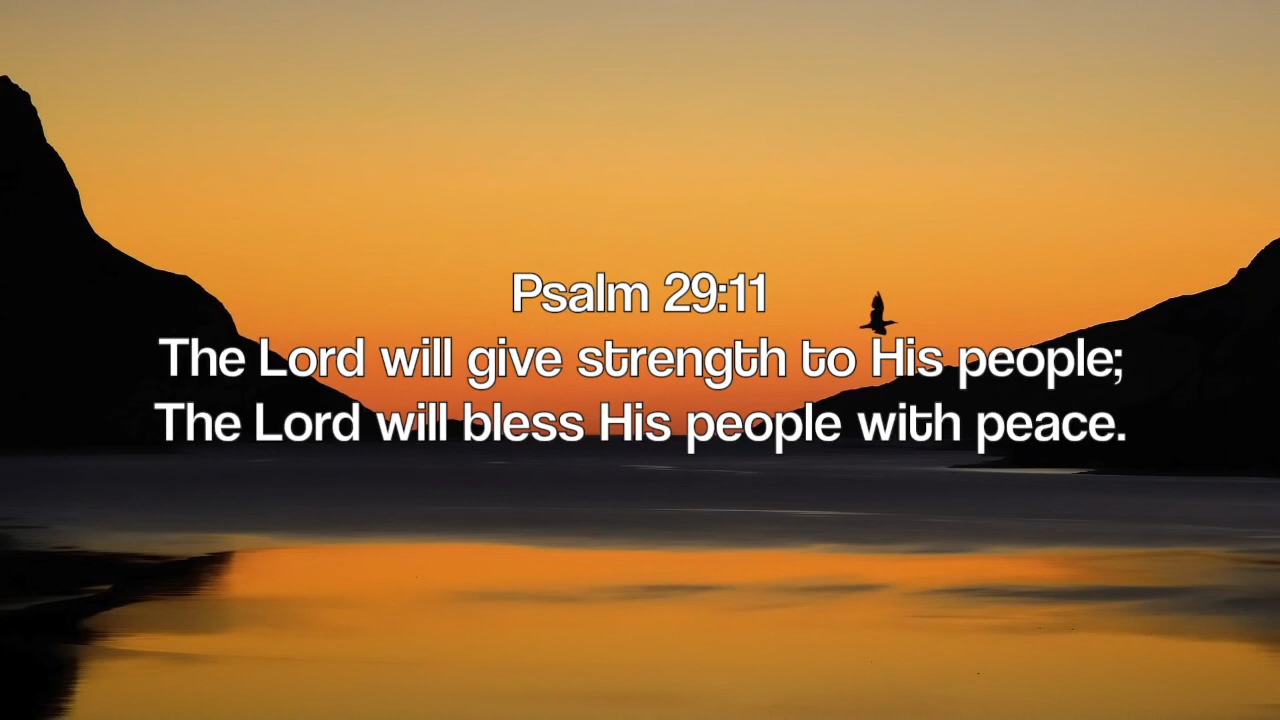 Psalm 29:11
The Lord will give strength to His people;
The Lord will bless His people with peace.